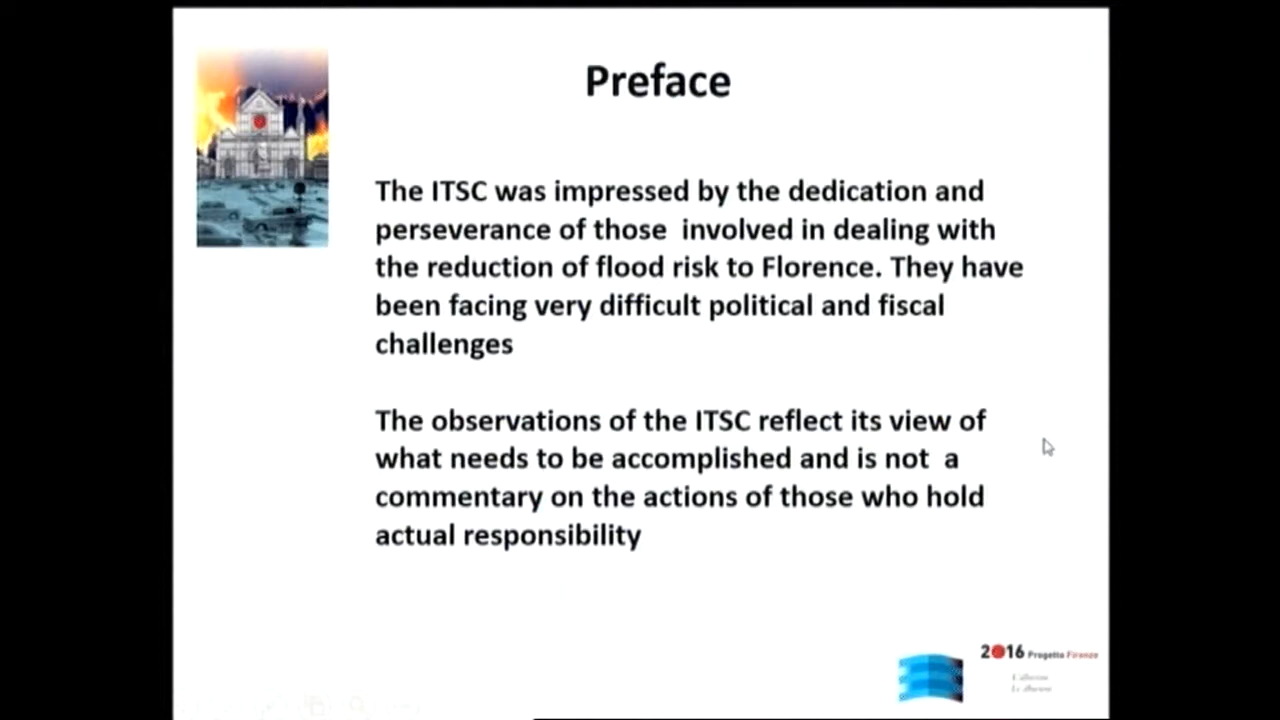 Preface
The ITSC was impressed by the dedication and
perseverance of those involved in dealing with
the reduction of flood risk to Florence. They have
been facing very difficult political and fiscal
challenges
The observations of the ITSC reflect its view of
what needs to be accomplished and is not a
commentary on the actions of those who hold
actual responsibility
2016 Progetto Firenze